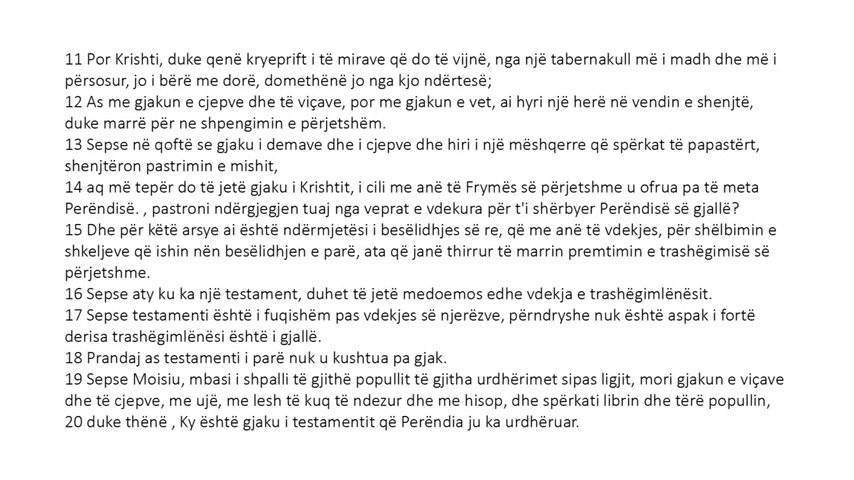 11 Por Krishti, duke qenë kryeprift i të mirave që do të vijnë, nga një tabernakull më i madh dhe më i
përsosur, jo i bërë me dorë, domethënë jo nga kjo ndërtesë;
12 As me gjakun e cjepve dhe të viçave, por me gjakun e vet, ai hyri një herë në vendin e shenjtë,
duke marrë për ne shpengimin e përjetshëm.
13 Sepse në qoftë se gjaku i demave dhe i cjepve dhe hiri i një mëshqerre që spërkat të papastërt,
shenjtëron pastrimin e mishit,
14 aq më tepër do të jetë gjaku i Krishtit, i cili me anë të Frymës së përjetshme u ofrua pa të meta
Perëndisë. , pastroni ndërgjegjen tuaj nga veprat e vdekura për t'i shërbyer Perëndisë së gjallë?
15 Dhe për këtë arsye ai është ndërmjetësi i besëlidhjes së re, që me anë të vdekjes, për shëlbimin e
shkeljeve që ishin nën besëlidhjen e parë, ata që janë thirrur të marrin premtimin e trashëgimisë së
përjetshme.
16 Sepse aty ku ka një testament, duhet të jetë medoemos edhe vdekja e trashëgimlënësit.
17 Sepse testamenti është i fuqishëm pas vdekjes së njerëzve, përndryshe nuk është aspak i fortë
derisa trashëgimlënësi është i gjallë.
18 Prandaj as testamenti i parë nuk u kushtua pa gjak.
19 Sepse Moisiu, mbasi i shpalli të gjithë popullit të gjitha urdhërimet sipas ligjit, mori gjakun e viçave
dhe të cjepve, me ujë, me lesh të kuq të ndezur dhe me hisop, dhe spërkati librin dhe tërë popullin,
20 duke thënë , Ky është gjaku i testamentit që Perëndia ju ka urdhëruar.